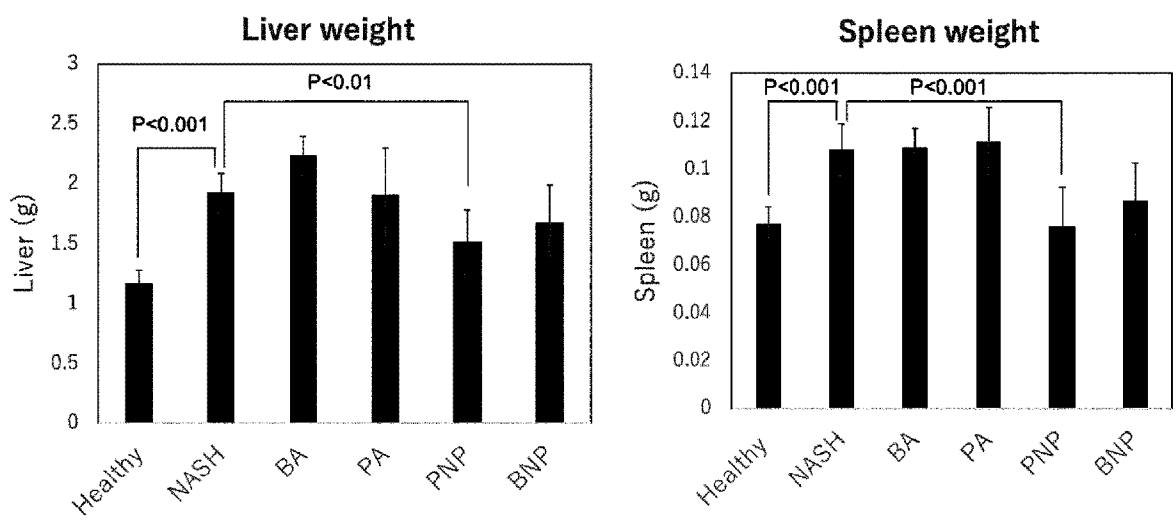 Liver weight
3
2.5
2
1.5
1
0.5
0
Liver (g)
P<0.001
P<0.01
Healthy
NASH
BA
PA
PNP
BNP
Spleen weight
0.14
0.12
0.1
0.08
0.06
0.04
0.02
0
Spleen (g)
P<0.001
P<0.001
Healthy
NASH
BA
PA
PNP
BNP